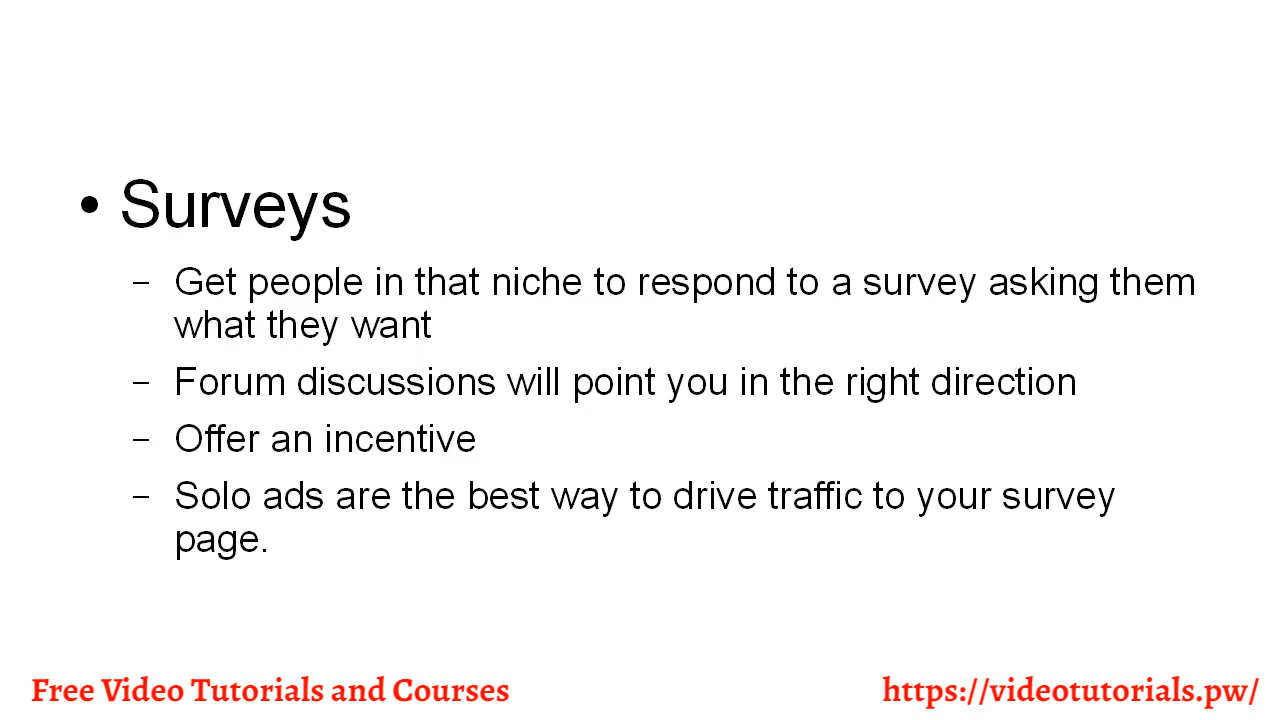 • Surveys
– Get people in that niche to respond to a survey asking them
what they want
– Forum discussions will point you in the right direction
– Offer an incentive
– Solo ads are the best way to drive traffic to your survey
page.
Free Video Tutorials and Courses
https://videotutorials.pw/